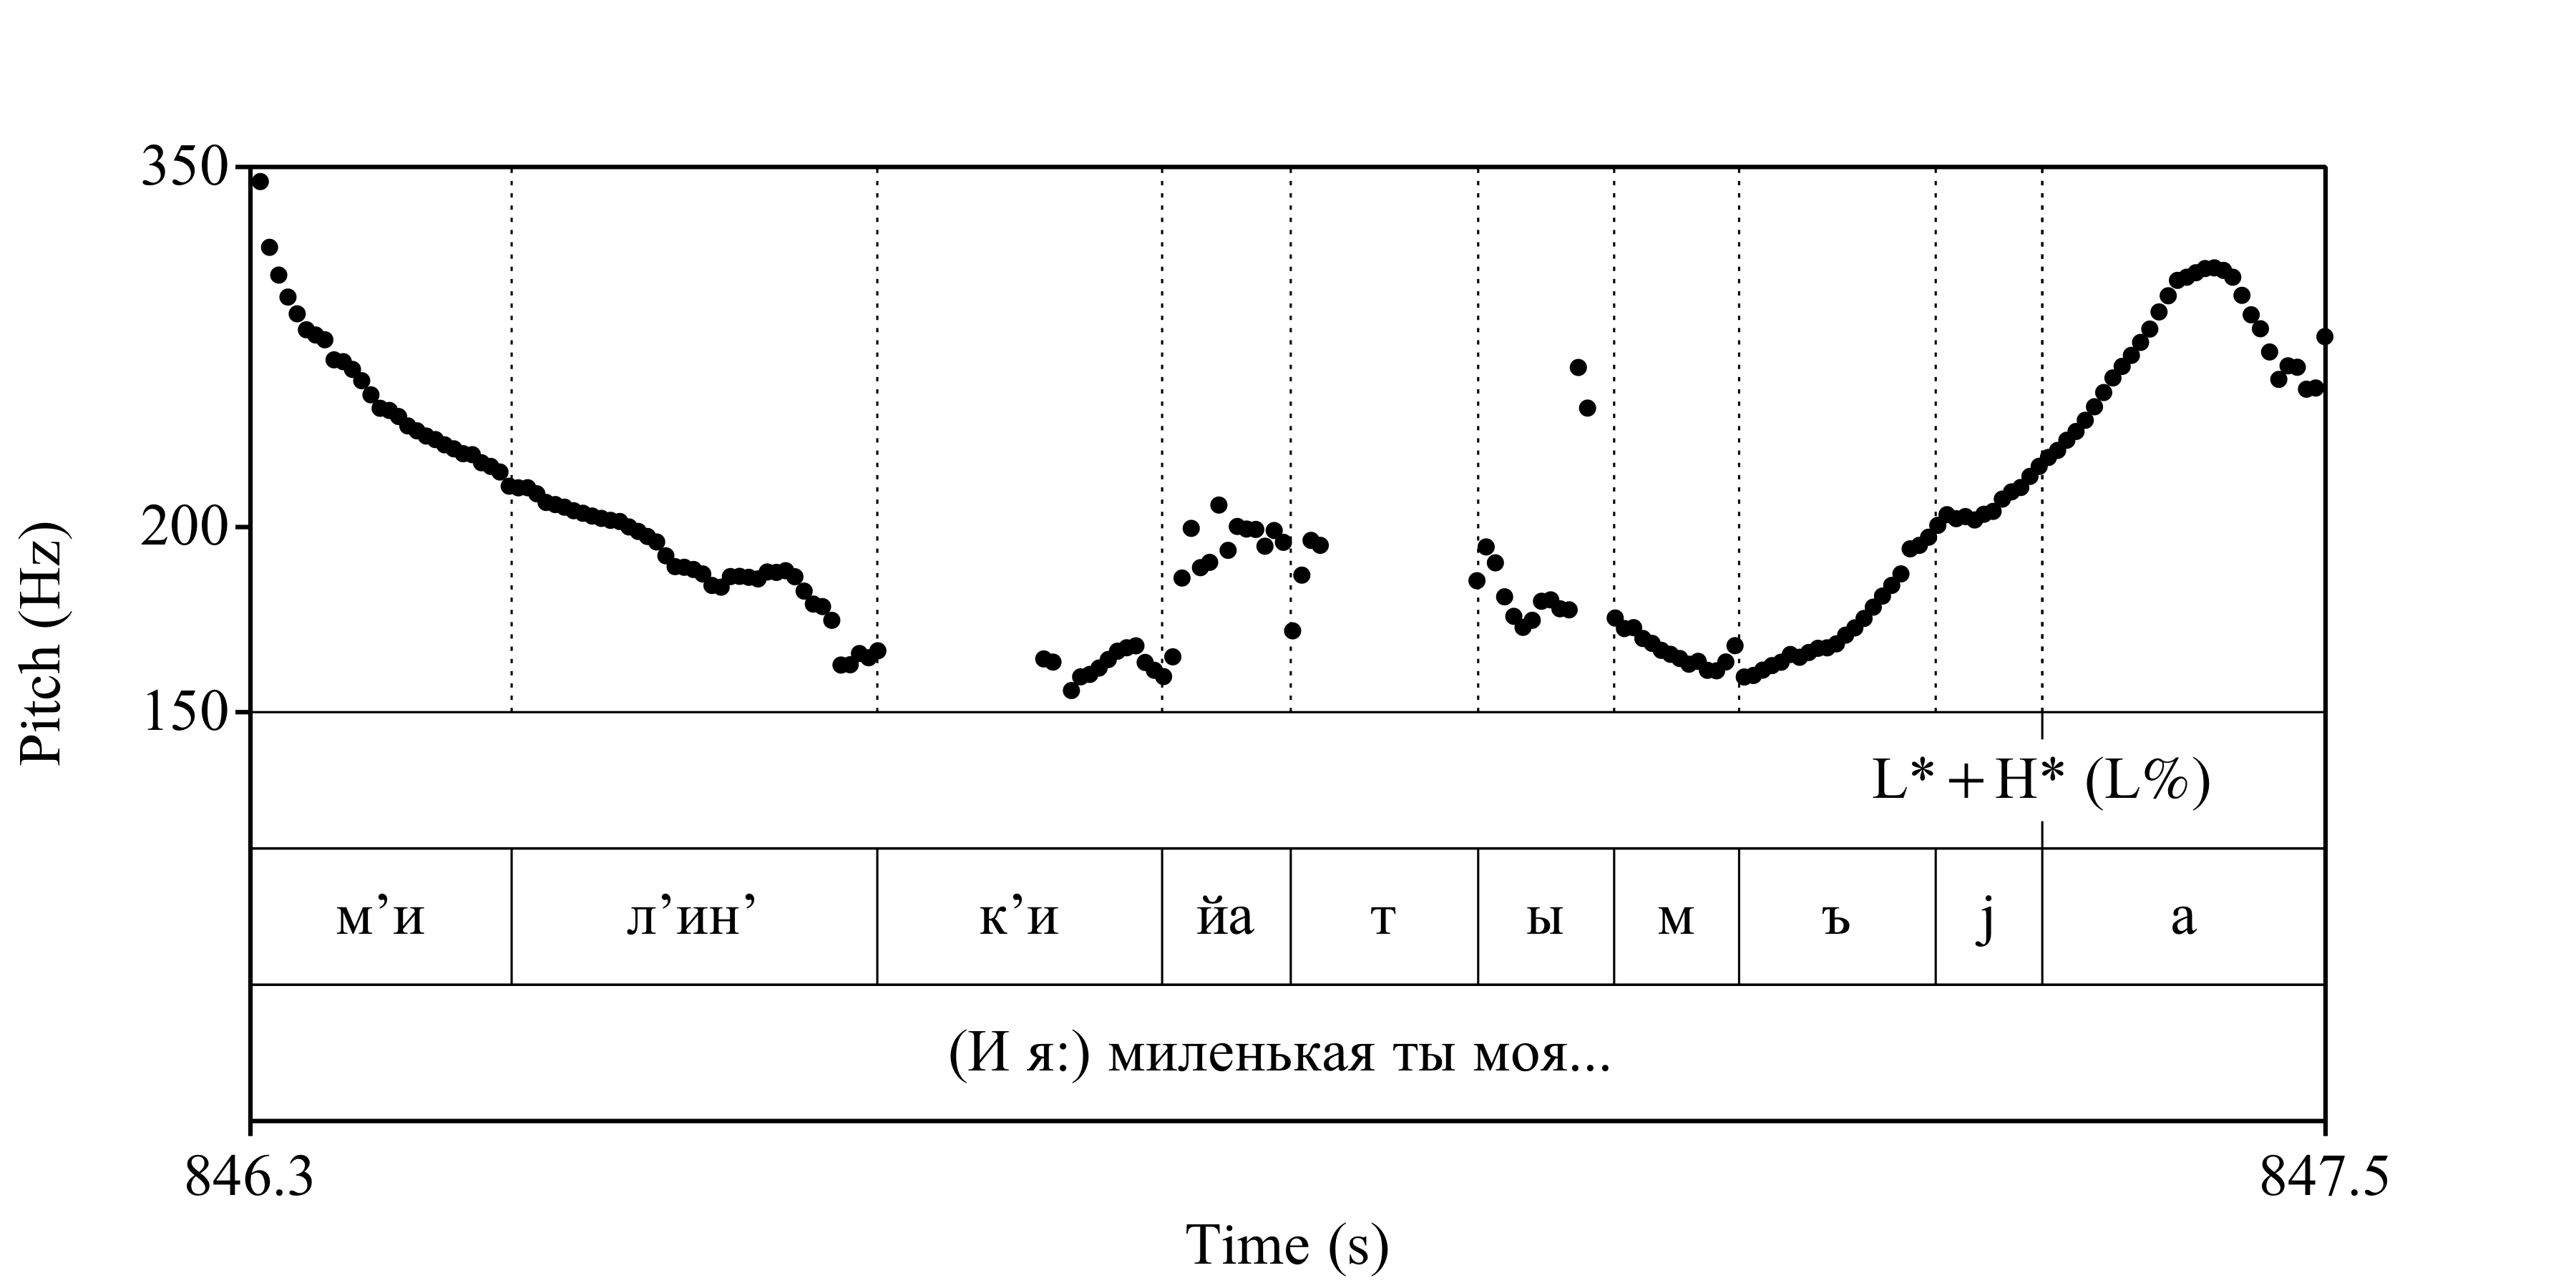 350
200
150
Pitch (Hz)
L* + H* (L%)
м’и л’ин’ к’и йа т ы м ъ j а
(И я:) миленькая ты моя...
846.3 847.5
Time (s)